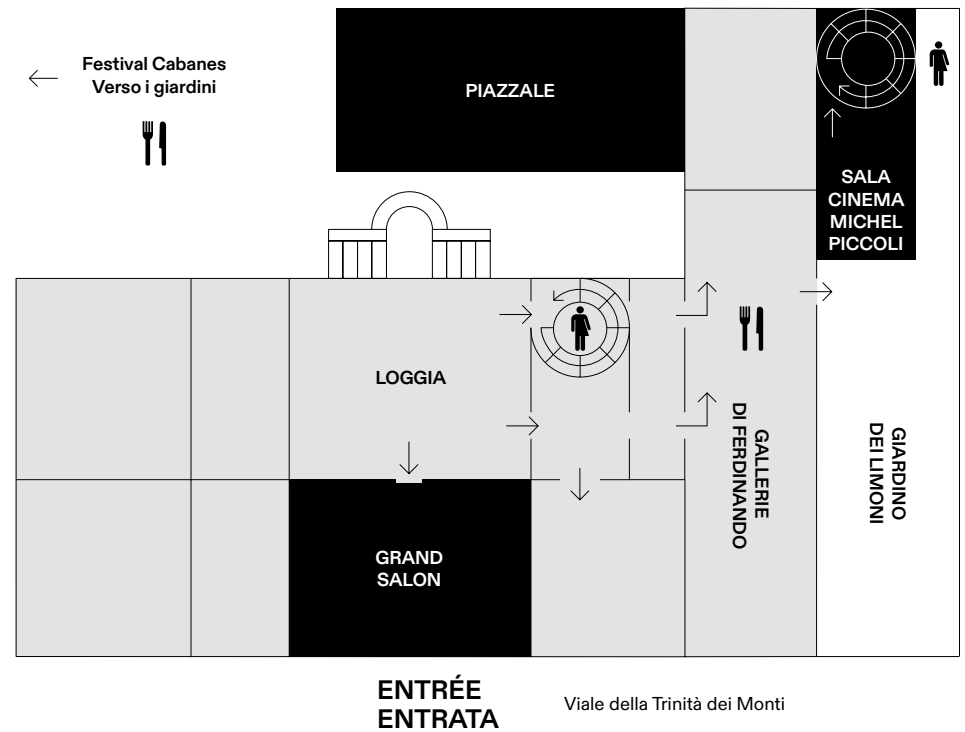 Festival Cabanes
Verso i giardini
PIAZZALE
SALA
CINEMA
MICHEL
PICCOLI
LOGGIA
GALLERIE
DI FERDINANDO
GIARDINO
DEI LIMONI
GRAND
SALON
ENTRÉE
ENTRATA
Viale della Trinità dei Monti